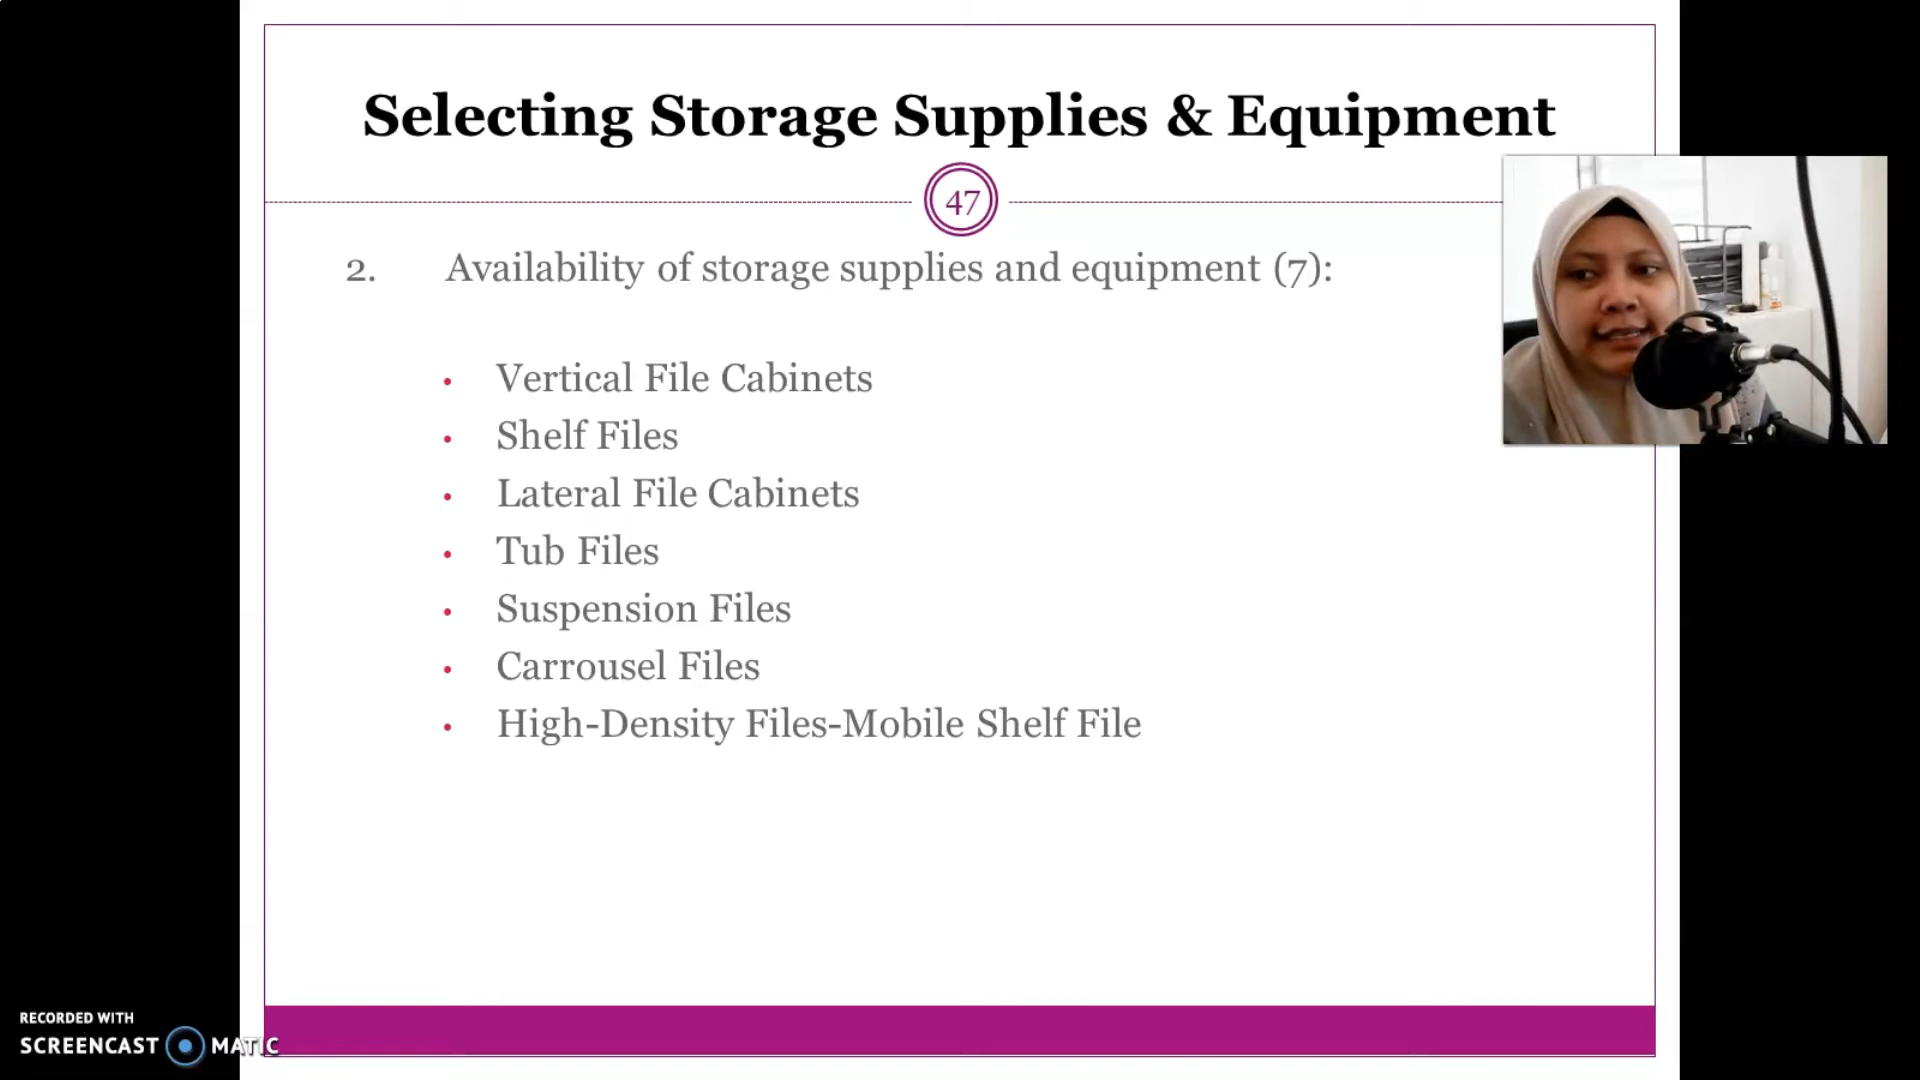 Selecting Storage Supplies & Equipment
47
2. Availability of storage supplies and equipment (7):
• Vertical File Cabinets
• Shelf Files
• Lateral File Cabinets
• Tub Files
• Suspension Files
• Carrousel Files
• High-Density Files-Mobile Shelf File
RECORDED WITH
SCREENCAST MATIC